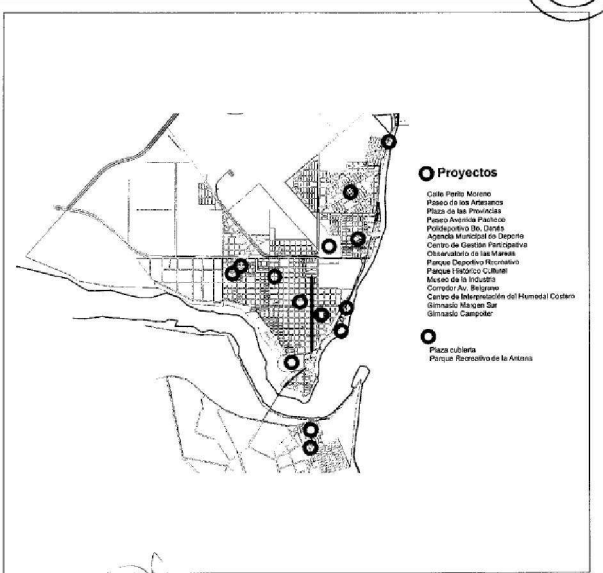 Proyectos
Calle Perito Moreno
Paseo de los Artesanos
Plaza de las Provincias
Paseo Avenida Pacheco
Polideportivo Bo. Danés
Agencia Municipal de Deporte
Centro de Gestión Participativa
Observatorio de las Mareas
Parque Deportivo Recreativo
Parque Histórico Cultural
Museo de la Industria
Corredor Av. Belgrano
Centro de Interpretación del Humedal Costero
Gimnasio Margen Sur
Gimnasio Campolter
Plaza cubierta
Parque Recreativo de la Antena